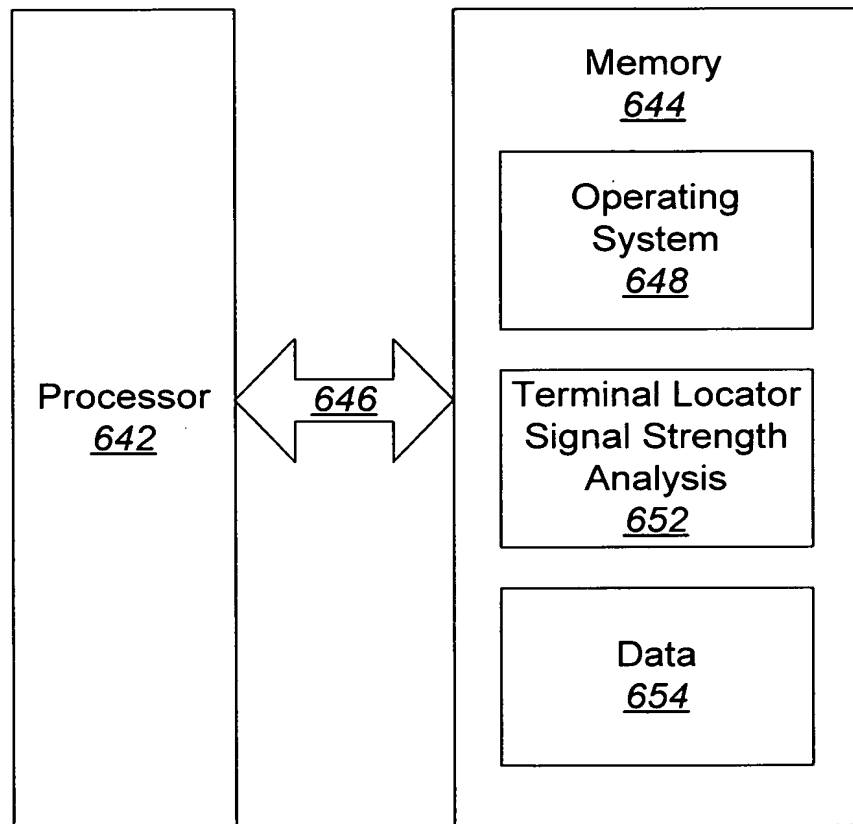 Processor
642
646
Memory
644
Operating
System
648
Terminal Locator
Signal Strength
Analysis
652
Data
654